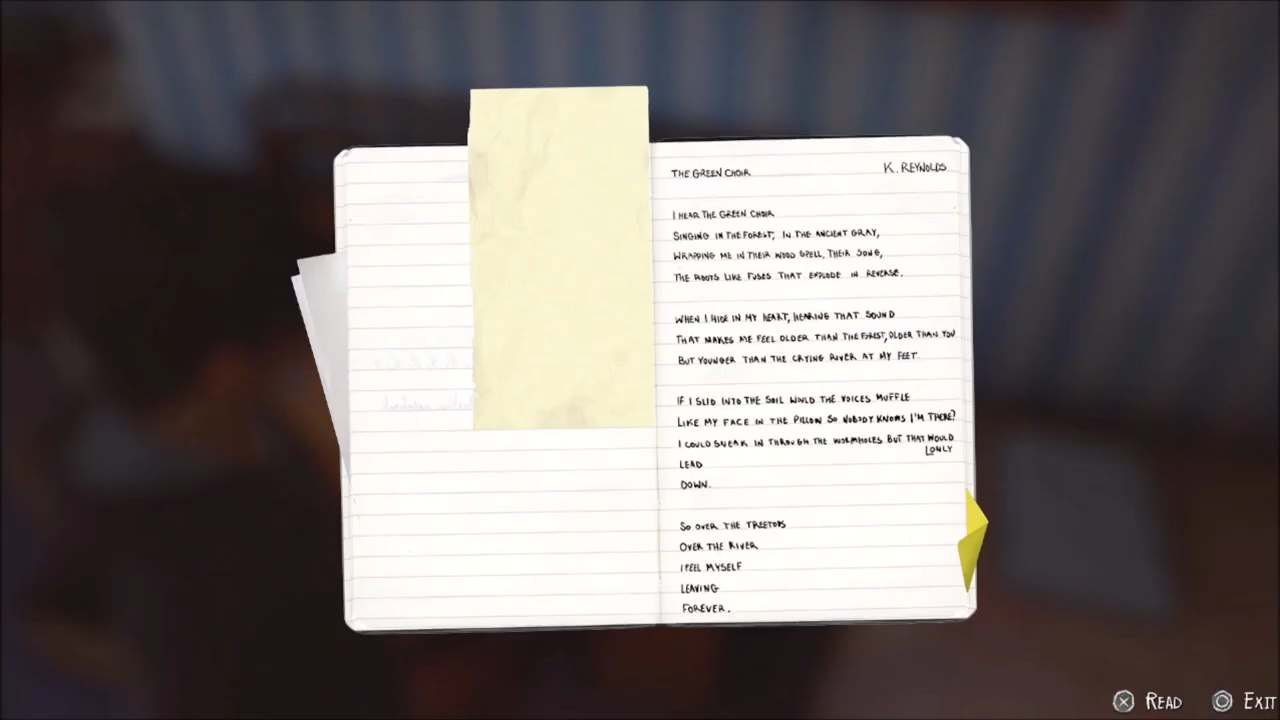 THE GREEN CHOIR
K. REYNOLDS
I HEAR THE GREEN CHOIR
SINGING IN THE FOREST, IN THE ANCIENT GRAY,
WRAPPING ME IN THEIR WOOD SPELL, THEIR SONG,
THE ROOTS LIKE FUSES THAT EXPLODE IN REVERSE.
WHEN I HIDE IN MY HEART, HEARING THAT SOUND
THAT MAKES ME FEEL OLDER THAN THE FOREST, OLDER THAN YOU
BUT YOUNGER THAN THE CRYING RIVER AT MY FEET
IF I SLID INTO THE SOIL WOULD THE VOICES MUFFLE
LIKE MY FACE IN THE PILLOW SO NOBODY KNOWS I'M THERE?
I COULD SNEAK IN THROUGH THE WORMHOLES BUT THAT WOULD
ONLY
LEAD
DOWN.
SO OVER THE TREETOPS
OVER THE RIVER
I FEEL MYSELF
LEAVING
FOREVER.
READ
EXIT